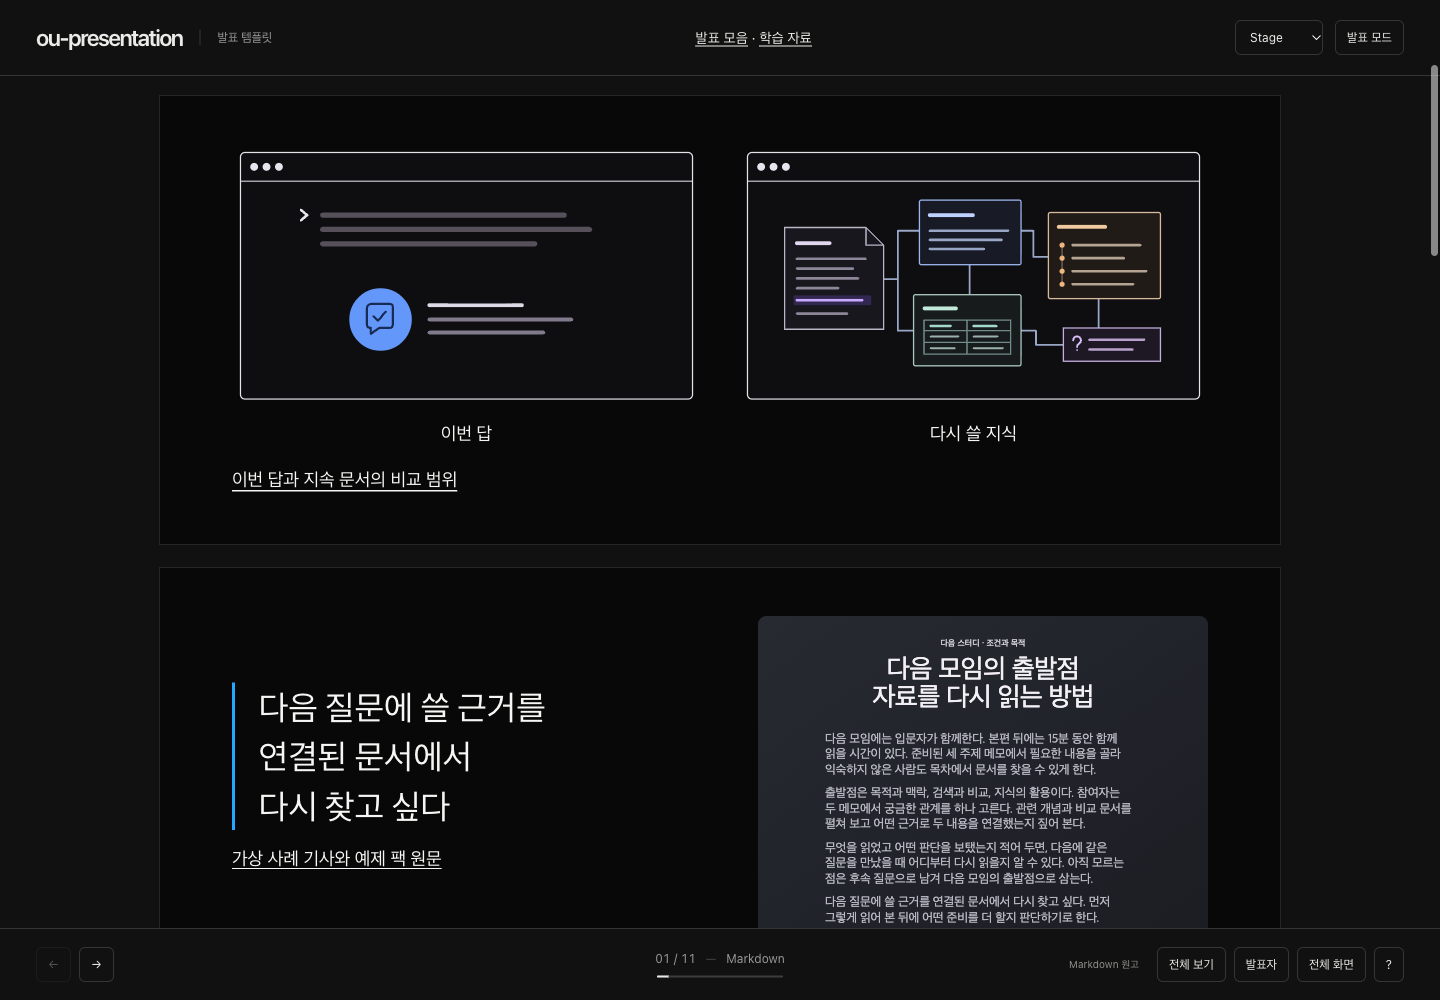 ou-presentation
발표 템플릿
발표 모음 · 학습 자료
Stage
발표 모드
?
이번 답
다시 쓸 지식
이번 답과 지속 문서의 비교 범위
다음 질문에 쓸 근거를
연결된 문서에서
다시 찾고 싶다
가상 사례 기사와 예제 팩 원문
다음 스터디 · 조건과 목적
다음 모임의 출발점
자료를 다시 읽는 방법
다음 모임에는 입문자가 함께한다. 본편 뒤에는 15분 동안 함께
읽을 시간이 있다. 준비된 세 주제 메모에서 필요한 내용을 골라
익숙하지 않은 사람도 목차에서 문서를 찾을 수 있게 한다.
출발점은 목적과 맥락, 검색과 비교, 지식의 활용이다. 참여자는
두 메모에서 궁금한 관계를 하나 고른다. 관련 개념과 비교 문서를
펼쳐 보고 어떤 근거로 두 내용을 연결했는지 짚어 본다.
무엇을 읽었고 어떤 판단을 보탰는지 적어 두면, 다음에 같은
질문을 만났을 때 어디부터 다시 읽을지 알 수 있다. 아직 모르는
점은 후속 질문으로 남겨 다음 모임의 출발점으로 삼는다.
다음 질문에 쓸 근거를 연결된 문서에서 다시 찾고 싶다. 먼저
그렇게 읽어 본 뒤에 어떤 준비를 더 할지 판단하기로 한다.
← →
01 / 11 — Markdown
Markdown 원고
전체 보기
발표자
전체 화면
?